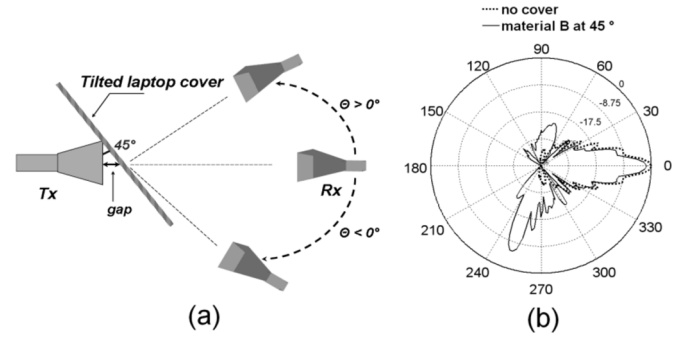 no cover
material B at 45 °
Tilted laptop cover
45°
Tx
gap
Rx
Θ > 0°
Θ < 0°
(a)
90
120
60
0
-8.75
-17.5
150
30
180
0
210
330
240
300
270
(b)